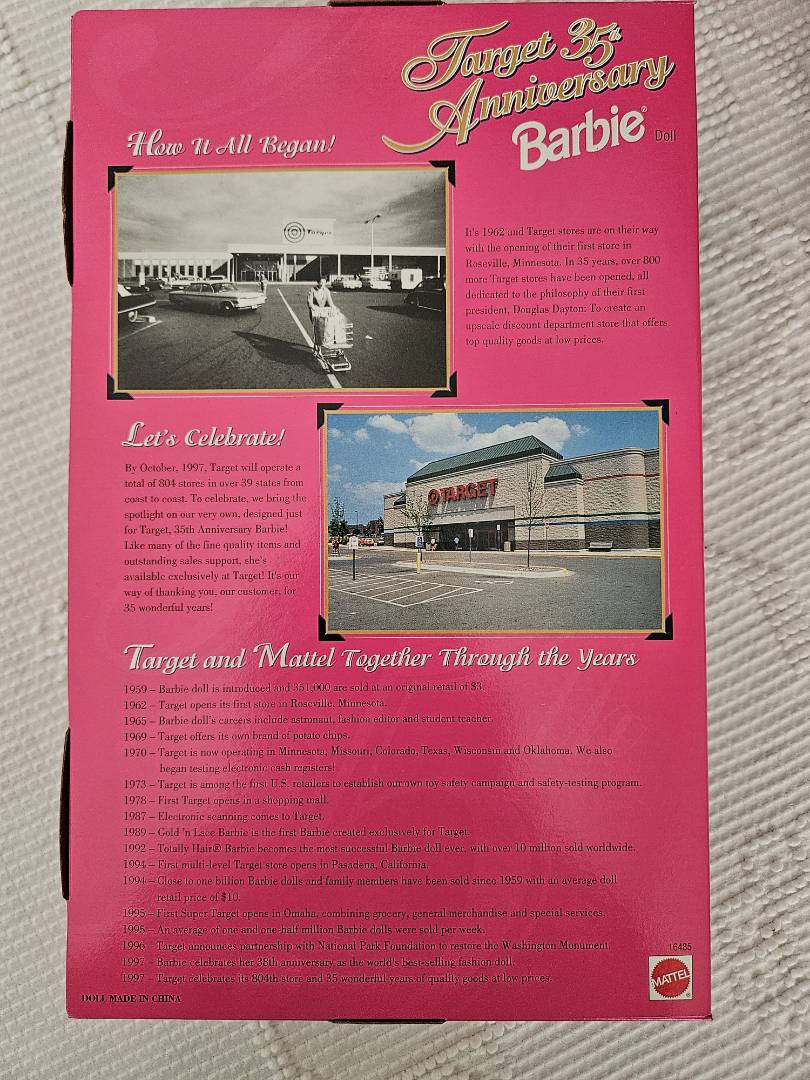 Target 35th
Anniversary
Barbie® Doll
How It All Began!
Target
It's 1962 and Target stores are on their way
with the opening of their first store in
Roseville, Minnesota. In 35 years, over 800
more Target stores have been opened, all
dedicated to the philosophy of their first
president, Douglas Dayton: To create an
upscale discount department store that offers
top quality goods at low prices.
Let's Celebrate!
By October, 1997, Target will operate a
total of 804 stores in over 39 states from
coast to coast. To celebrate, we bring the
spotlight on our very own, designed just
for Target, 35th Anniversary Barbie!
Like many of the fine quality items and
outstanding sales support, she's
available exclusively at Target! It's our
way of thanking you, our customer, for
35 wonderful years!
TARGET
Target and Mattel Together Through the Years
1959 – Barbie doll is introduced and 351,000 are sold at an original retail of $3.
1962 – Target opens its first store in Roseville, Minnesota.
1965 – Barbie doll's careers include astronaut, fashion editor and student teacher.
1969 – Target offers its own brand of potato chips.
1970 – Target is now operating in Minnesota, Missouri, Colorado, Texas, Wisconsin and Oklahoma. We also
began testing electronic cash registers!
1973 – Target is among the first U.S. retailers to establish our own toy safety campaign and safety-testing program.
1978 – First Target opens in a shopping mall.
1987 – Electronic scanning comes to Target.
1989 – Gold 'n Lace Barbie is the first Barbie created exclusively for Target.
1992 – Totally Hair® Barbie becomes the most successful Barbie doll ever, with over 10 million sold worldwide.
1994 – First multi-level Target store opens in Pasadena, California.
1994 – Close to one billion Barbie dolls and family members have been sold since 1959 with an average doll
retail price of $10.
1995 – First Super Target opens in Omaha, combining grocery, general merchandise and special services.
1995 – An average of one and one-half million Barbie dolls were sold per week.
1996 – Target announces partnership with National Park Foundation to restore the Washington Monument.
1997 – Barbie celebrates her 38th anniversary as the world's best-selling fashion doll.
1997 – Target celebrates its 804th store and 35 wonderful years of quality goods at low prices.
16485
MATTEL®
DOLL MADE IN CHINA